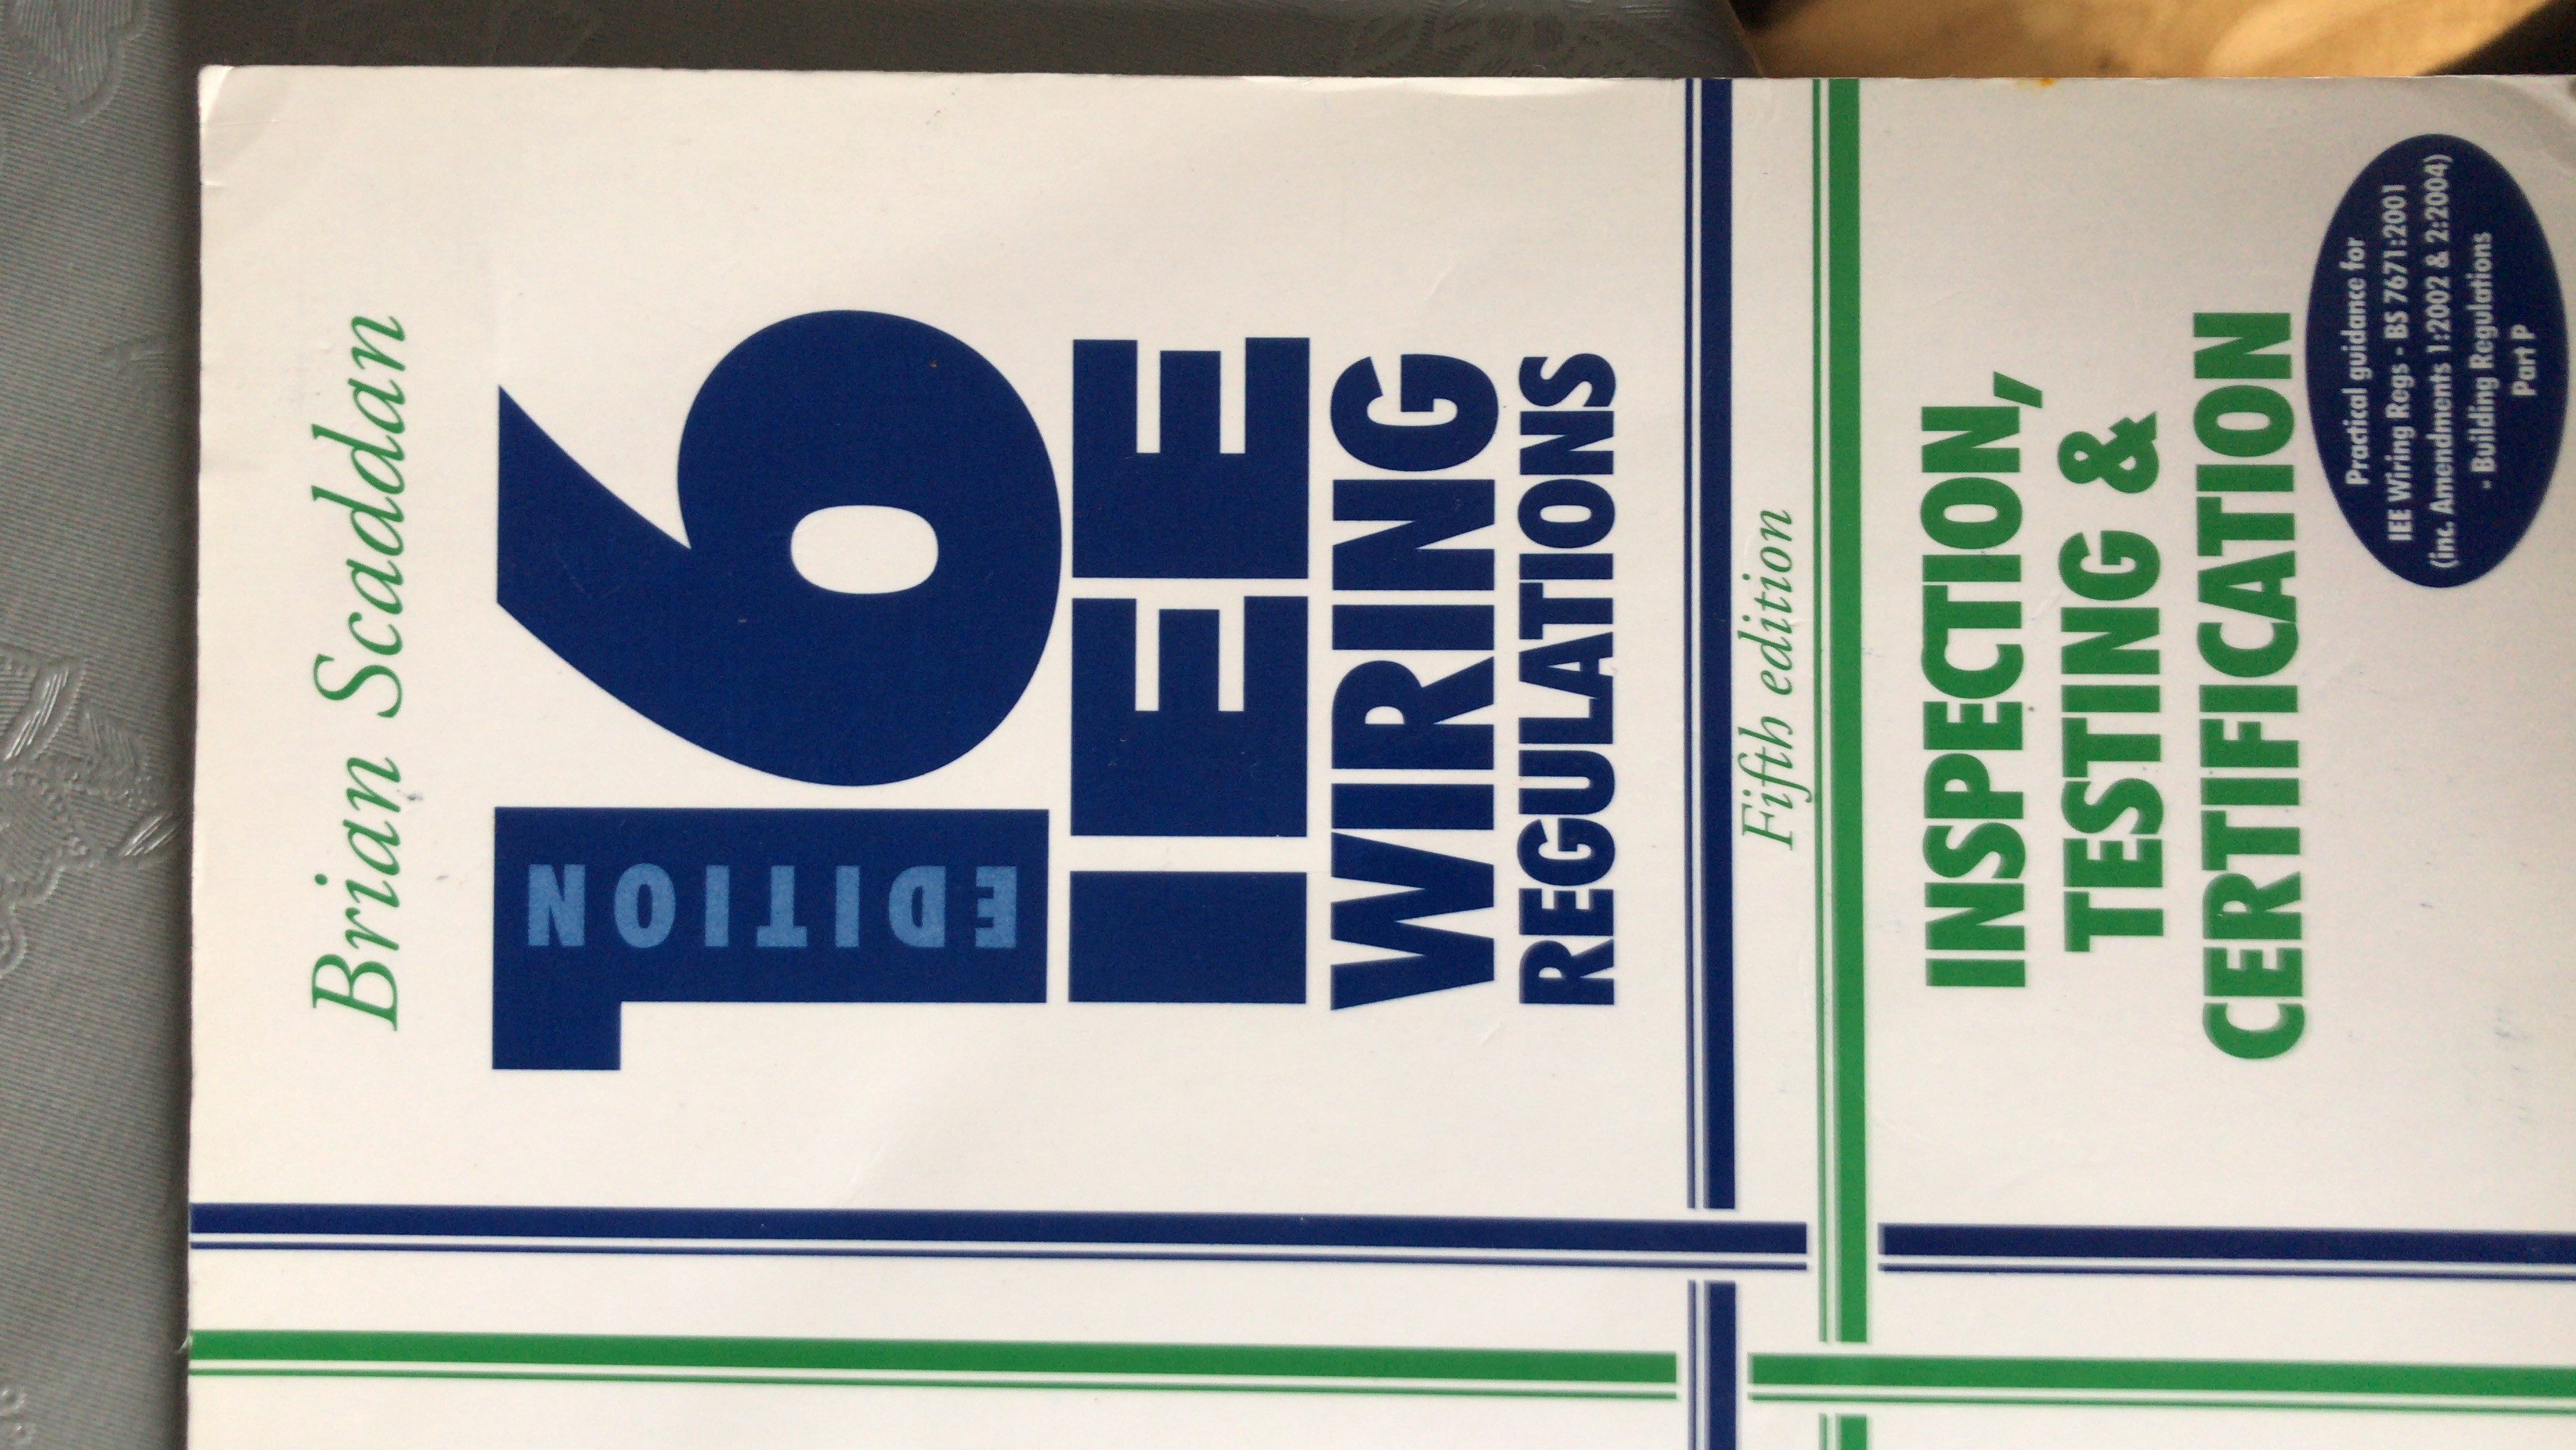 Brian Scaddan
16
EDITION
IEE
WIRING
REGULATIONS
Fifth edition
INSPECTION,
TESTING &
CERTIFICATION
Practical guidance for
IEE Wiring Regs - BS 7671:2001
(inc. Amendments 1:2002 & 2:2004)
- Building Regulations
Part P